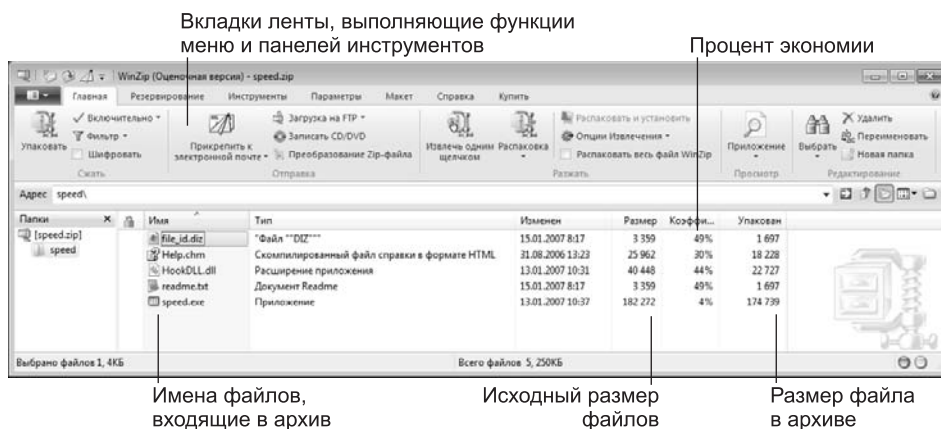 Вкладки ленты, выполняющие функции
меню и панелей инструментов
Процент экономии
WinZip (Оценочная версия) - speed.zip
Главная Резервирование Инструменты Параметры Макет Справка Купить
Упаковать
Включительно
Фильтр
Шифровать
Сжать
Прикрепить к
электронной почте
Загрузка на FTP
Записать CD/DVD
Преобразование Zip-файла
Отправка
Извлечь одним
щелчком
Распаковка
Распаковать и установить
Опции Извлечения
Распаковать весь файл WinZip
Разжать
Приложение
Просмотр
Выбрать
Удалить
Переименовать
Новая папка
Редактирование
Адрес speed\
Папки
[speed.zip]
speed
Имя Тип Изменен Размер Коэффи... Упакован
file_id.diz "Файл ""DIZ""" 15.01.2007 8:17 3 359 49% 1 697
Help.chm Скомпилированный файл справки в формате HTML 31.08.2006 13:23 25 962 30% 18 228
HookDLL.dll Расширение приложения 13.01.2007 10:31 40 448 44% 22 727
readme.txt Документ Readme 15.01.2007 8:17 3 359 49% 1 697
speed.exe Приложение 13.01.2007 10:37 182 272 4% 174 739
Выбрано файлов 1, 4КБ Всего файлов 5, 250КБ
Имена файлов,
входящие в архив
Исходный размер
файлов
Размер файла
в архиве